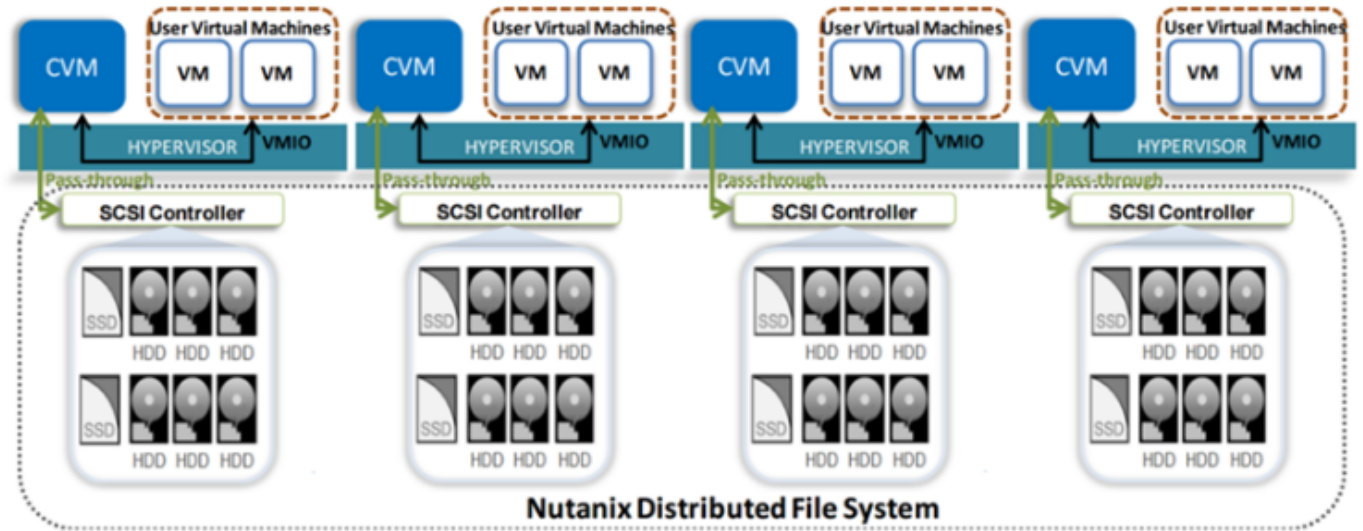 User Virtual Machines User Virtual Machines User Virtual Machines User Virtual Machines
CVM VM VM CVM VM VM CVM VM VM CVM VM VM
HYPERVISOR VMIO HYPERVISOR VMIO HYPERVISOR VMIO HYPERVISOR VMIO
Pass-through Pass-through Pass-through Pass-through
SCSI Controller SCSI Controller SCSI Controller SCSI Controller
SSD SSD SSD SSD
HDD HDD HDD HDD HDD HDD HDD HDD HDD HDD HDD HDD
SSD SSD SSD SSD
HDD HDD HDD HDD HDD HDD HDD HDD HDD HDD HDD HDD
Nutanix Distributed File System